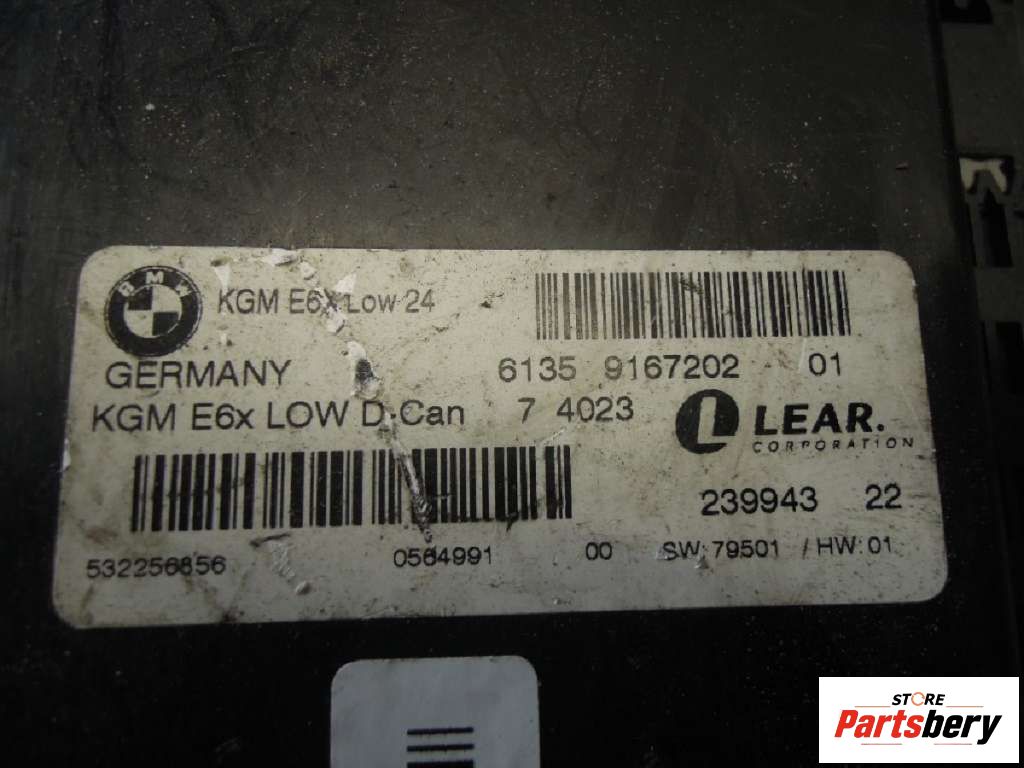 BMW
KGM E6X Low 24
GERMANY 6135 9167202 01
KGM E6x LOW D-Can 7 4023
L LEAR.
CORPORATION
239943 22
532256856 0564991 00 SW:79501 / HW:01
STORE
Partsbery